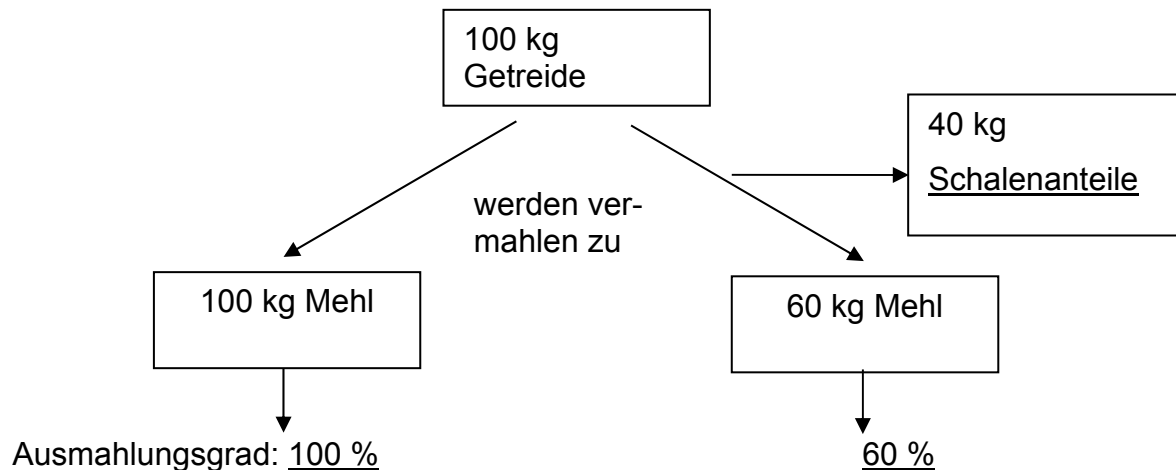 100 kg
Getreide
40 kg
Schalenanteile
werden ver-
mahlen zu
100 kg Mehl
60 kg Mehl
Ausmahlungsgrad: 100 %
60 %